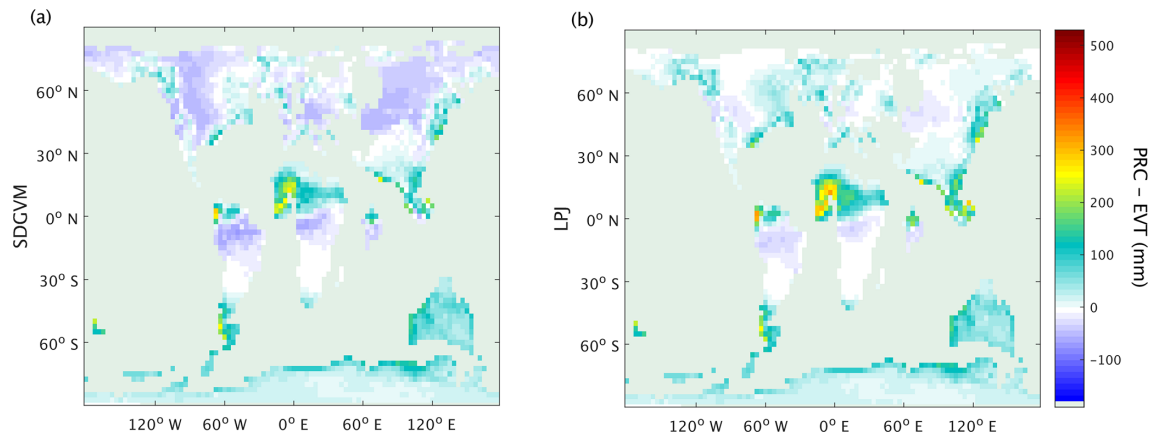 (a)
(b)
SDGVM
60° N
30° N
0° N
30° S
60° S
120° W
60° W
0° E
60° E
120° E
LPJ
60° N
30° N
0° N
30° S
60° S
120° W
60° W
0° E
60° E
120° E
500
400
300
200
100
0
−100
PRC − EVT (mm)